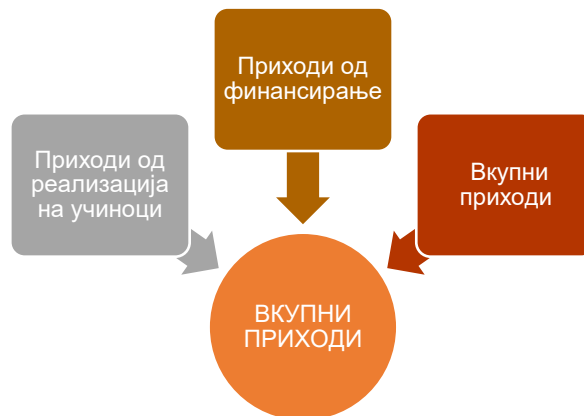 Приходи од
финансирање
Приходи од
реализација
на учиноци
Вкупни
приходи
ВКУПНИ
ПРИХОДИ